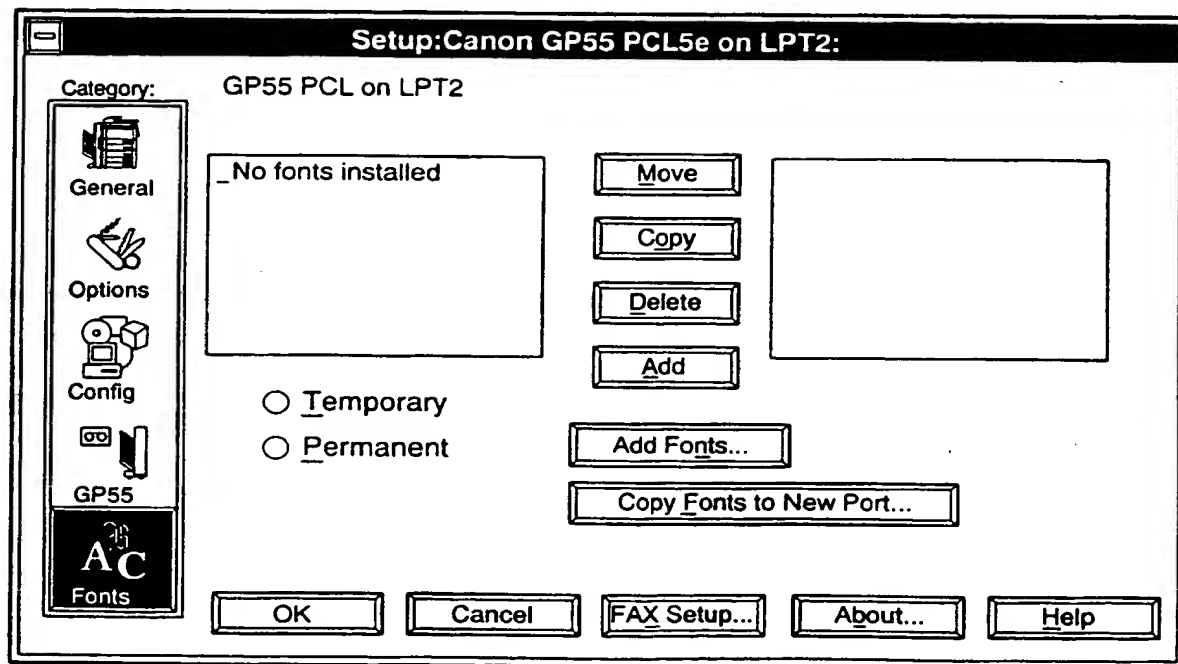 Setup:Canon GP55 PCL5e on LPT2:
Category:
GP55 PCL on LPT2
General
Options
Config
GP55
Fonts
_No fonts installed
Move
Copy
Delete
Add
Temporary
Permanent
Add Fonts...
Copy Fonts to New Port...
OK
Cancel
FAX Setup...
About...
Help